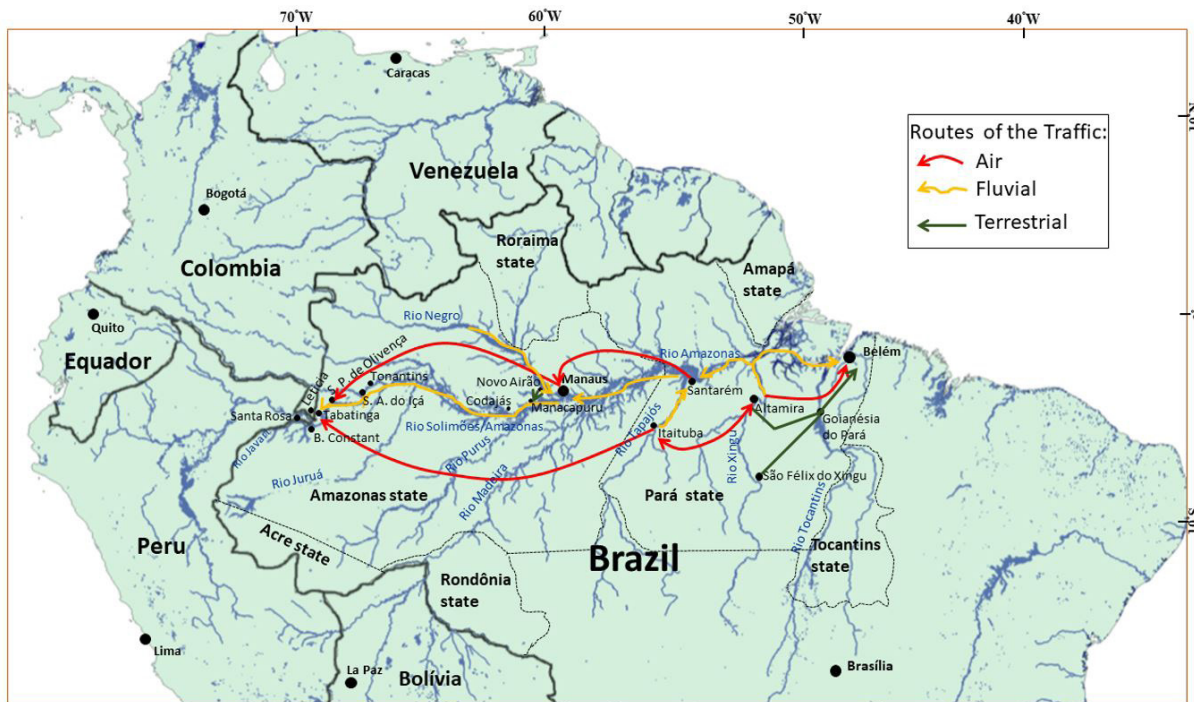 70°W
60°W
50°W
40°W
Caracas
Routes of the Traffic:
Air
Fluvial
Terrestrial
Venezuela
Bogotá
Roraima
state
Colombia
Amapá
state
Quito
Rio Negro
Equador
Belém
Rio Amazonas
S. P. de Olivença
Tonantins
Novo Airão
Manaus
Santarém
Letícia
S. A. do Içá
Codajás
Manacapuru
Altamira
Santa Rosa
Tabatinga
Goianésia
do Pará
Rio Solimões/Amazonas
B. Constant
Itaituba
Rio Javari
Rio Tapajós
Rio Xingu
Rio Purus
São Félix do Xingu
Rio Juruá
Rio Madeira
Amazonas state
Pará state
Rio Tocantins
Peru
Acre state
Brazil
Tocantins
state
Rondônia
state
Lima
La Paz
Bolívia
Brasília